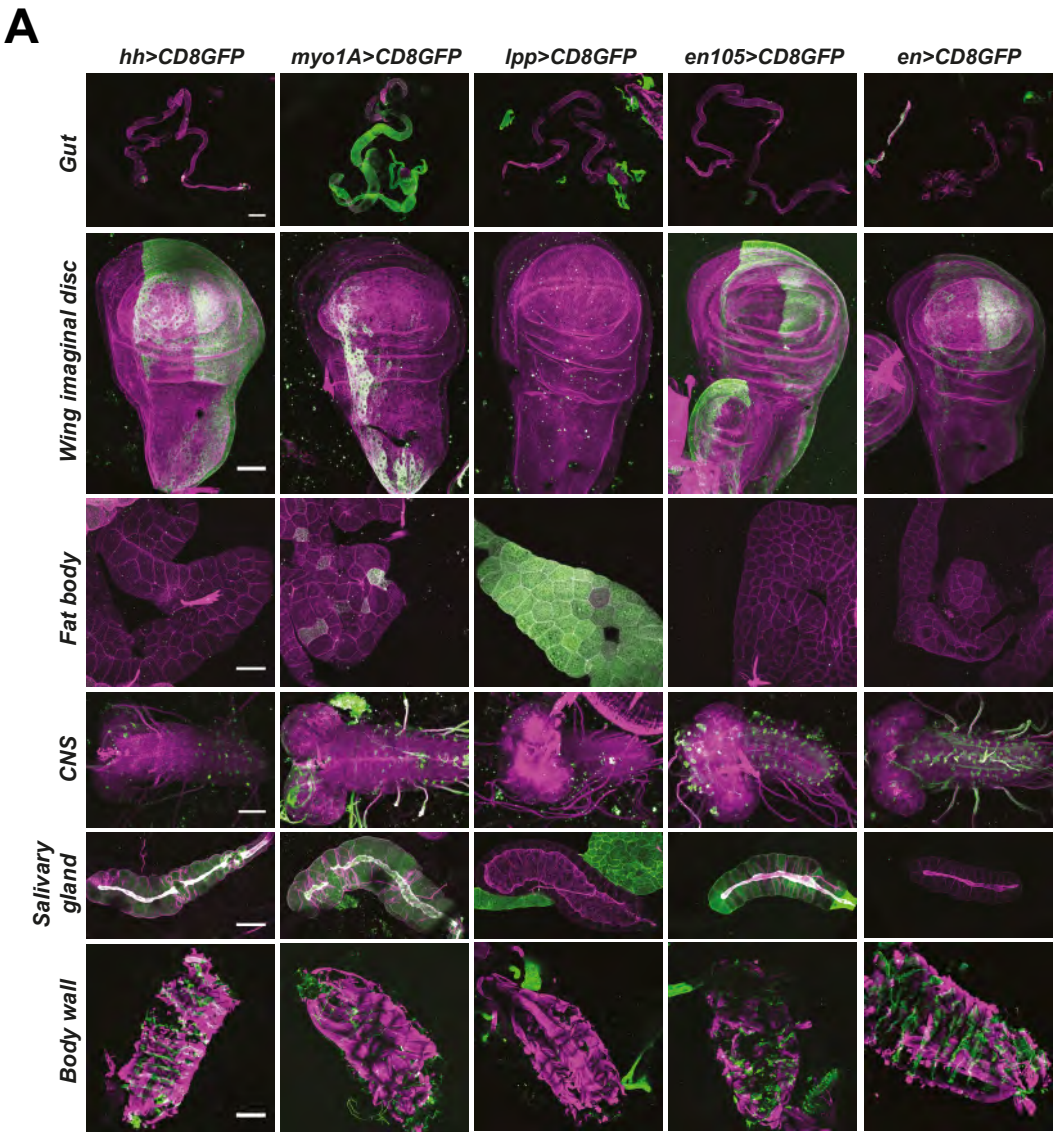 A
hh>CD8GFP myo1A>CD8GFP lpp>CD8GFP en105>CD8GFP en>CD8GFP
Gut
Wing imaginal disc
Fat body
CNS
Salivary
gland
Body wall